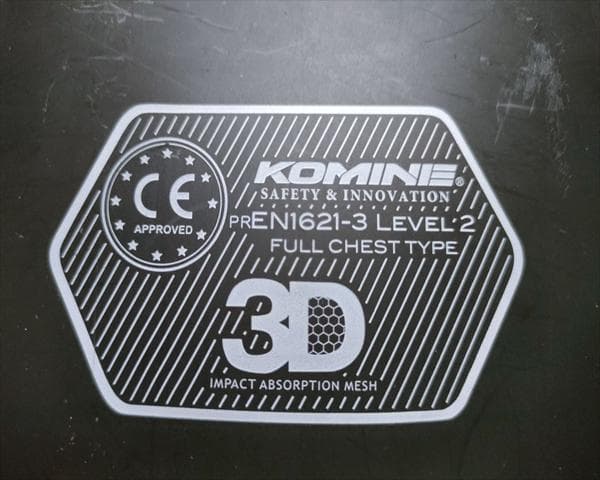 CE
APPROVED
KOMINE®
SAFETY & INNOVATION
prEN1621-3 LEVEL 2
FULL CHEST TYPE
3D
IMPACT ABSORPTION MESH